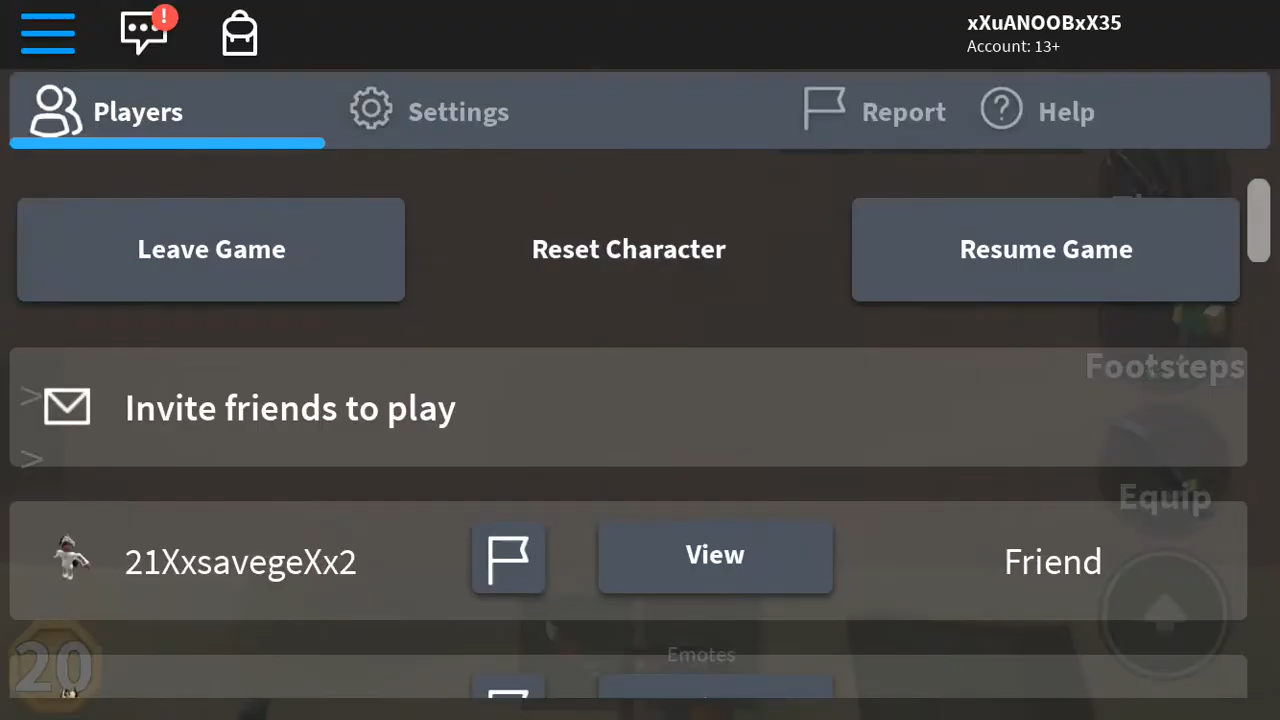 xXuANOOBxX35
Account: 13+
Players
Settings
Report
Help
Leave Game
Reset Character
Resume Game
>
Invite friends to play
Footsteps
>
Equip
21XxsavegeXx2
View
Friend
Emotes
20